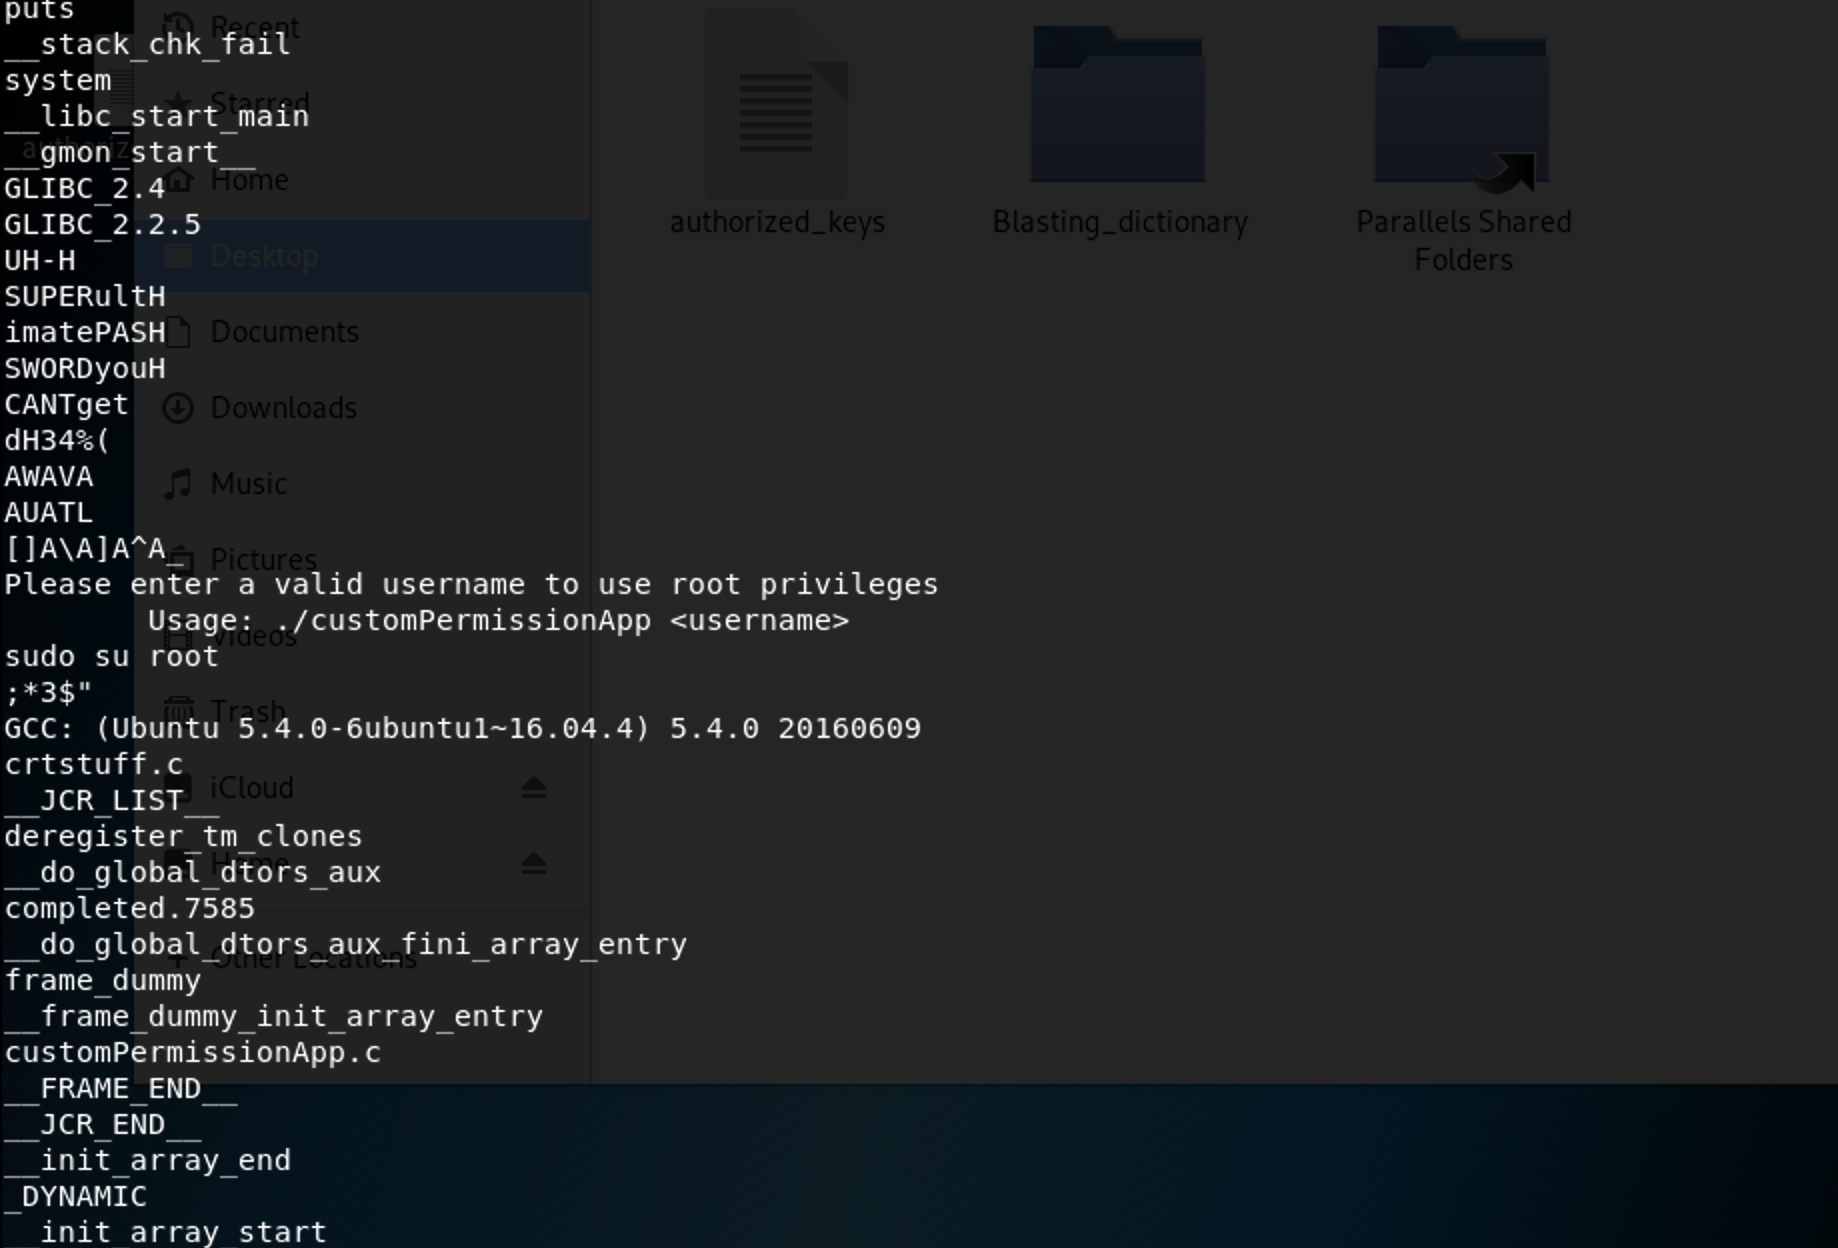 puts
__stack_chk_fail
system
__libc_start_main
__gmon_start__
GLIBC_2.4
GLIBC_2.2.5
UH-H
SUPERultH
imatePASH
SWORDyouH
CANTget
dH34%(
AWAVA
AUATL
[]A\A]A^A_
Please enter a valid username to use root privileges
Usage: ./customPermissionApp <username>
sudo su root
;*3$"
GCC: (Ubuntu 5.4.0-6ubuntu1~16.04.4) 5.4.0 20160609
crtstuff.c
__JCR_LIST__
deregister_tm_clones
__do_global_dtors_aux
completed.7585
__do_global_dtors_aux_fini_array_entry
frame_dummy
__frame_dummy_init_array_entry
customPermissionApp.c
__FRAME_END__
__JCR_END__
__init_array_end
_DYNAMIC
__init_array_start
Recent
Starred
Home
Desktop
Documents
Downloads
Music
Pictures
Videos
Trash
iCloud
Home
Other Locations
authorized_keys
Blasting_dictionary
Parallels Shared
Folders